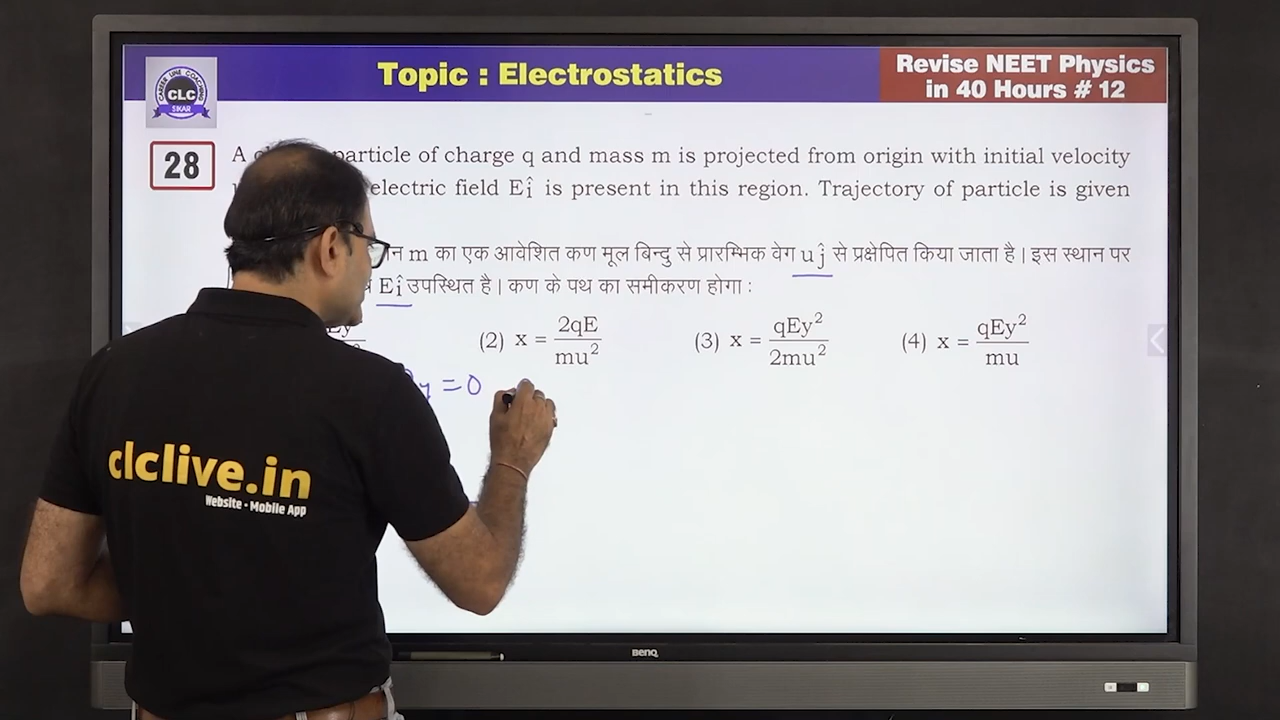 Topic : Electrostatics
Revise NEET Physics
in 40 Hours # 12
CAREER LINE COACHING
CLC
SIKAR
28
A particle of charge q and mass m is projected from origin with initial velocity
electric field Eî is present in this region. Trajectory of particle is given
m का एक आवेशित कण मूल बिन्दु से प्रारम्भिक वेग uĵ से प्रक्षेपित किया जाता है। इस स्थान पर
Eî उपस्थित है। कण के पथ का समीकरण होगा :
(2) x = 2qE / mu²
(3) x = qEy² / 2mu²
(4) x = qEy² / mu
y = 0
clclive.in
Website • Mobile App
BenQ